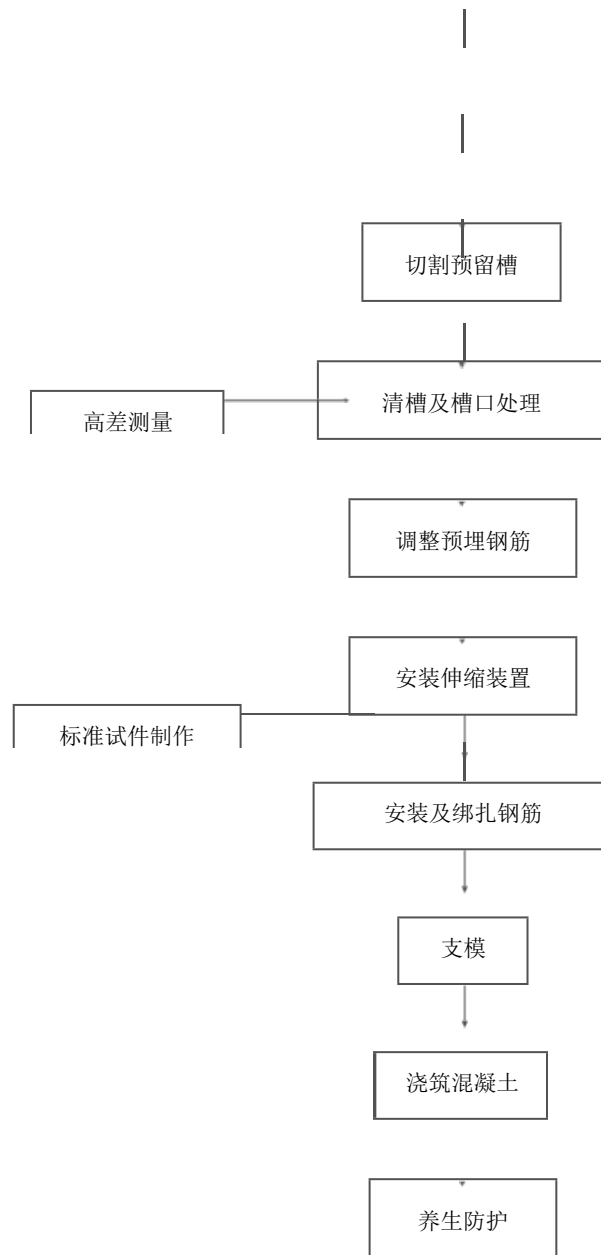 切割预留槽
清槽及槽口处理
高差测量
调整预埋钢筋
安装伸缩装置
标准试件制作
安装及绑扎钢筋
支模
浇筑混凝土
养生防护